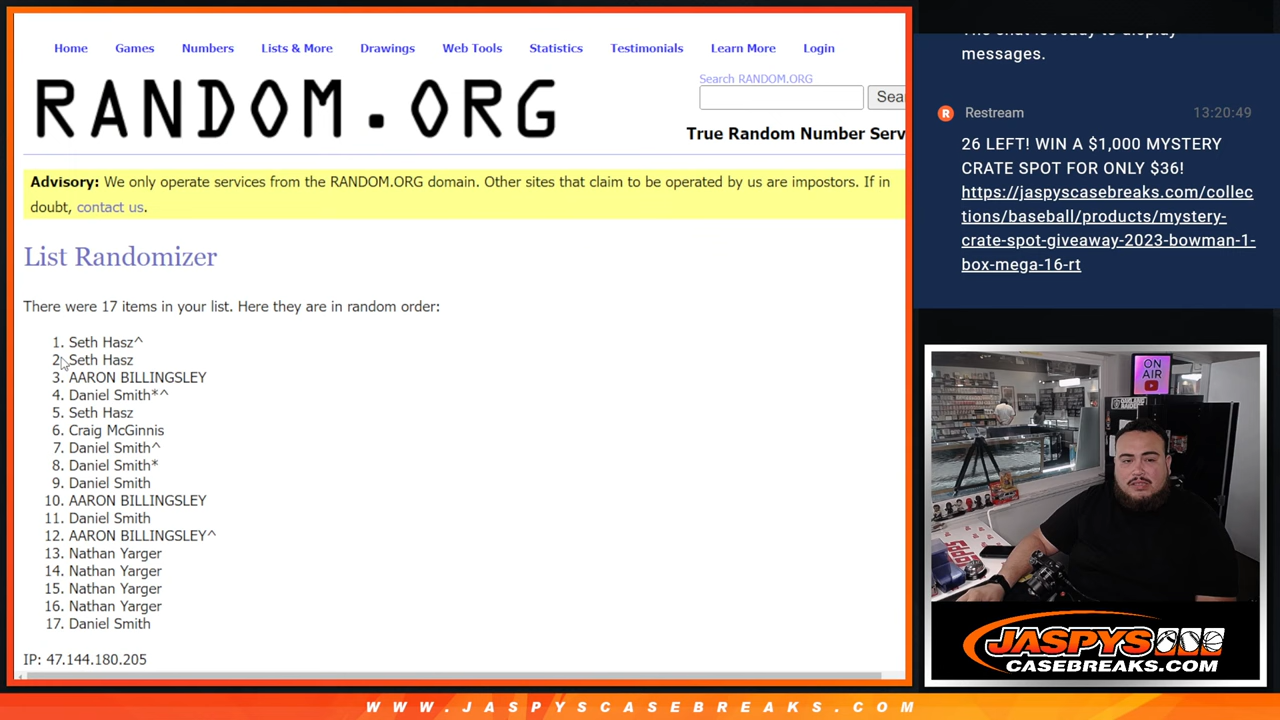 Home Games Numbers Lists & More Drawings Web Tools Statistics Testimonials Learn More Login
RANDOM.ORG
Search RANDOM.ORG
True Random Number Serv
Advisory: We only operate services from the RANDOM.ORG domain. Other sites that claim to be operated by us are impostors. If in
doubt, contact us.
List Randomizer
There were 17 items in your list. Here they are in random order:
1. Seth Hasz^
2. Seth Hasz
3. AARON BILLINGSLEY
4. Daniel Smith*^
5. Seth Hasz
6. Craig McGinnis
7. Daniel Smith^
8. Daniel Smith*
9. Daniel Smith
10. AARON BILLINGSLEY
11. Daniel Smith
12. AARON BILLINGSLEY^
13. Nathan Yarger
14. Nathan Yarger
15. Nathan Yarger
16. Nathan Yarger
17. Daniel Smith
IP: 47.144.180.205
The chat is ready to display
messages.
R Restream 13:20:49
26 LEFT! WIN A $1,000 MYSTERY
CRATE SPOT FOR ONLY $36!
https://jaspyscasebreaks.com/collec
tions/baseball/products/mystery-
crate-spot-giveaway-2023-bowman-1-
box-mega-16-rt
ON
AIR
JASPYS
CASEBREAKS.COM
WWW.JASPYSCASEBREAKS.COM